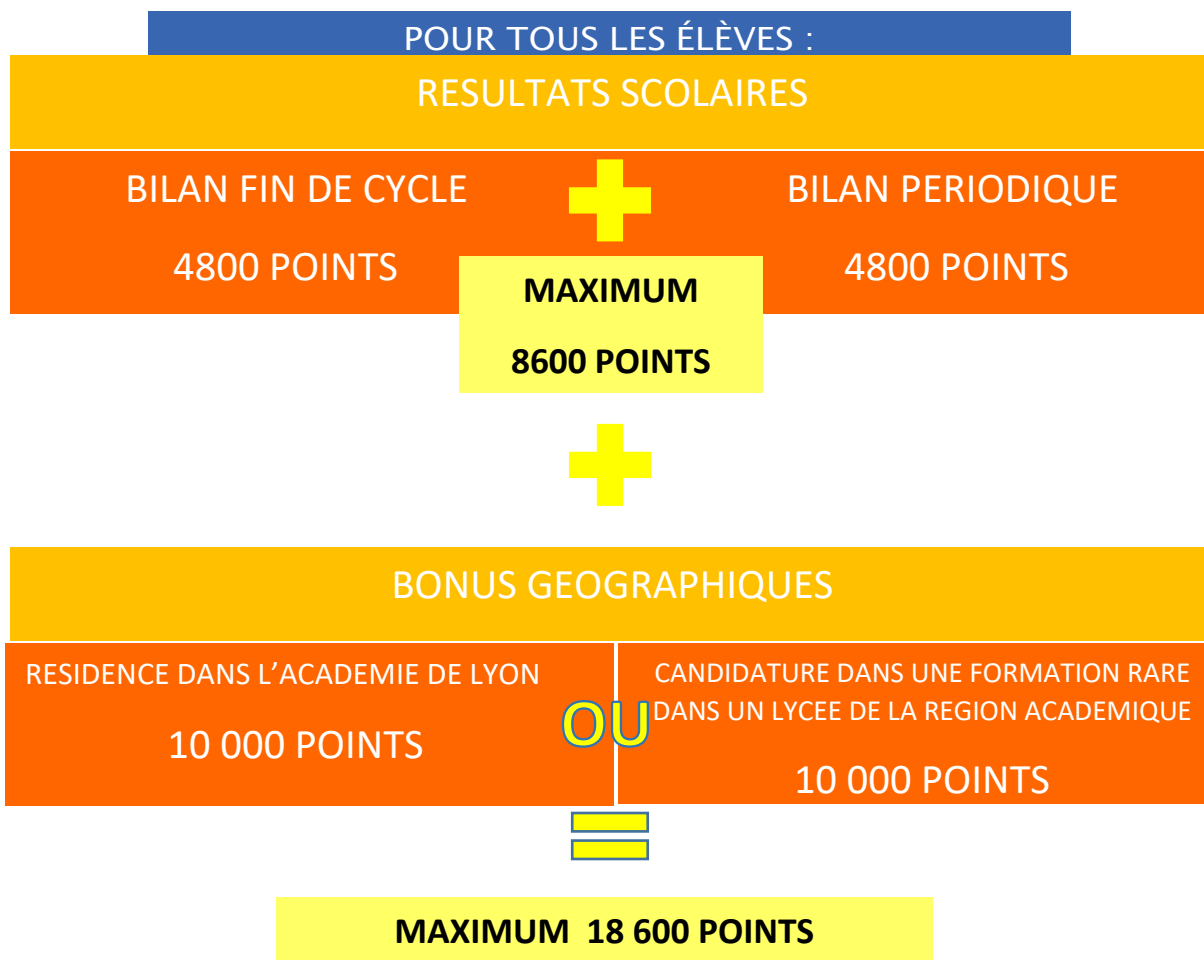 POUR TOUS LES ÉLÈVES :
RESULTATS SCOLAIRES
BILAN FIN DE CYCLE
4800 POINTS
BILAN PERIODIQUE
4800 POINTS
MAXIMUM
8600 POINTS
BONUS GEOGRAPHIQUES
RESIDENCE DANS L’ACADEMIE DE LYON
10 000 POINTS
OU
CANDIDATURE DANS UNE FORMATION RARE
DANS UN LYCEE DE LA REGION ACADEMIQUE
10 000 POINTS
MAXIMUM 18 600 POINTS